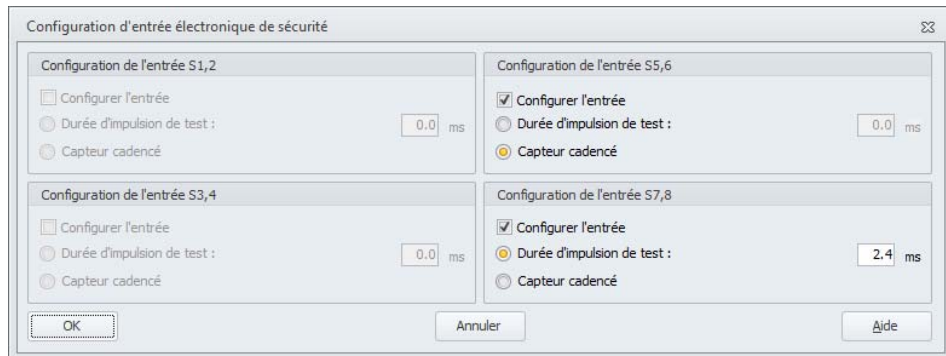 Configuration d'entrée électronique de sécurité
Configuration de l'entrée S1,2
Configurer l'entrée
Durée d'impulsion de test : 0.0 ms
Capteur cadencé
Configuration de l'entrée S5,6
Configurer l'entrée
Durée d'impulsion de test : 0.0 ms
Capteur cadencé
Configuration de l'entrée S3,4
Configurer l'entrée
Durée d'impulsion de test : 0.0 ms
Capteur cadencé
Configuration de l'entrée S7,8
Configurer l'entrée
Durée d'impulsion de test : 2.4 ms
Capteur cadencé
OK Annuler Aide